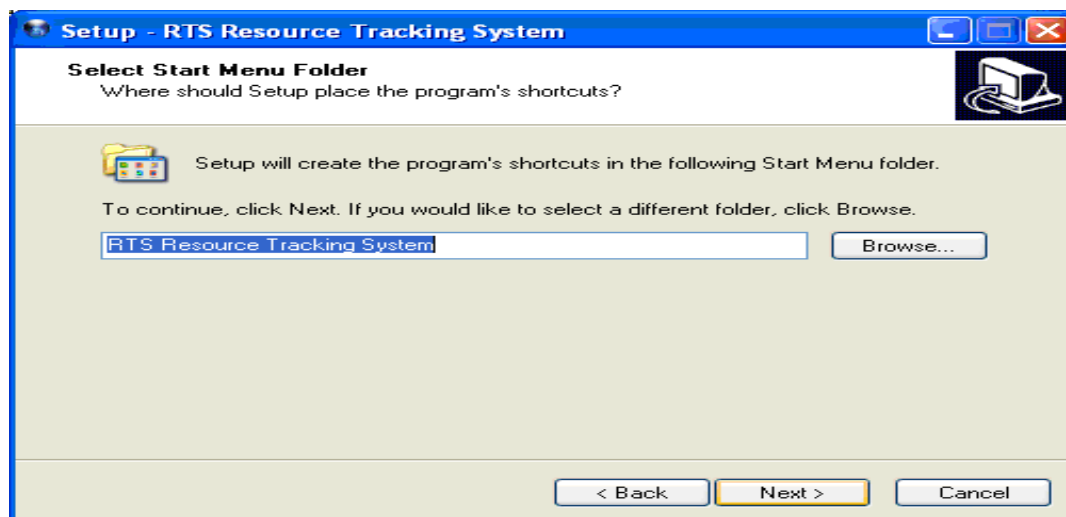 Setup - RTS Resource Tracking System
Select Start Menu Folder
Where should Setup place the program's shortcuts?
Setup will create the program's shortcuts in the following Start Menu folder.
To continue, click Next. If you would like to select a different folder, click Browse.
RTS Resource Tracking System
Browse...
< Back
Next >
Cancel